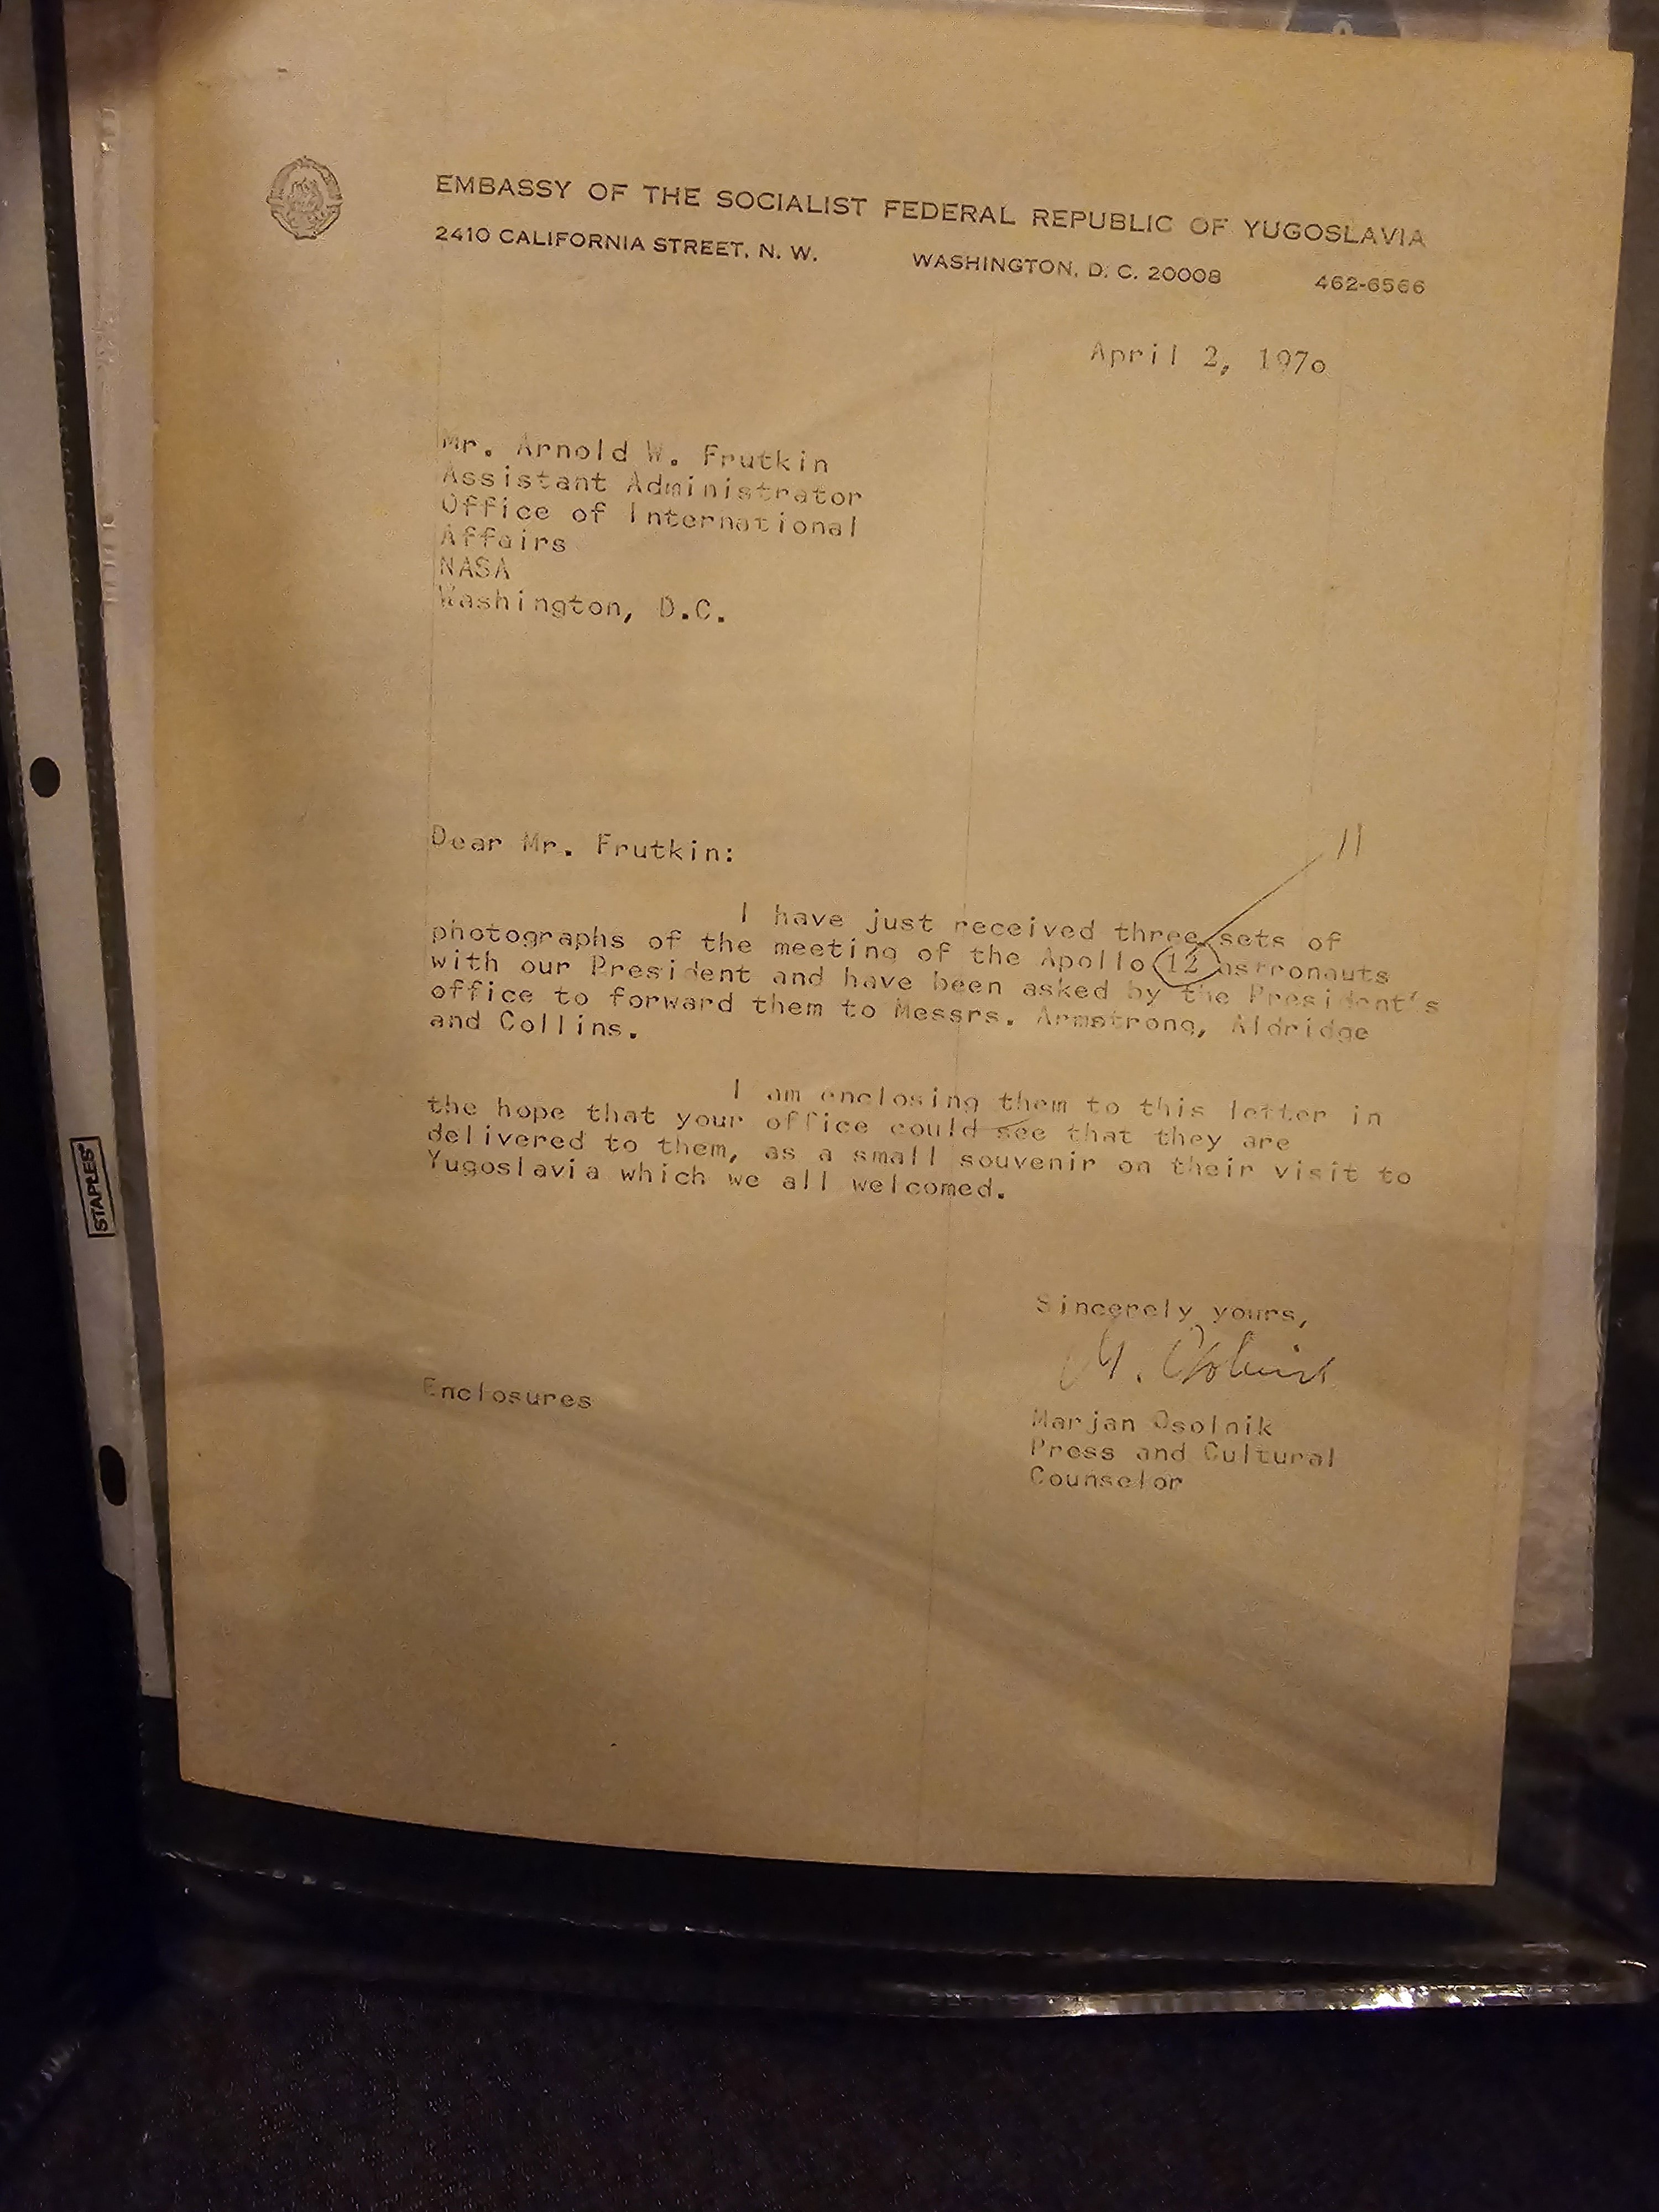 EMBASSY OF THE SOCIALIST FEDERAL REPUBLIC OF YUGOSLAVIA
2410 CALIFORNIA STREET, N. W. WASHINGTON, D. C. 20008 462-6566
April 2, 1970
Mr. Arnold W. Frutkin
Assistant Administrator
Office of International
Affairs
NASA
Washington, D.C.
Dear Mr. Frutkin:
11
I have just received three sets of
photographs of the meeting of the Apollo 12 astronauts
with our President and have been asked by the President's
office to forward them to Messrs. Armstrong, Aldridge
and Collins.
I am enclosing them to this letter in
the hope that your office could see that they are
delivered to them, as a small souvenir on their visit to
Yugoslavia which we all welcomed.
Sincerely yours,
M. Osolnik
Enclosures
Marjan Osolnik
Press and Cultural
Counselor
STAPLES